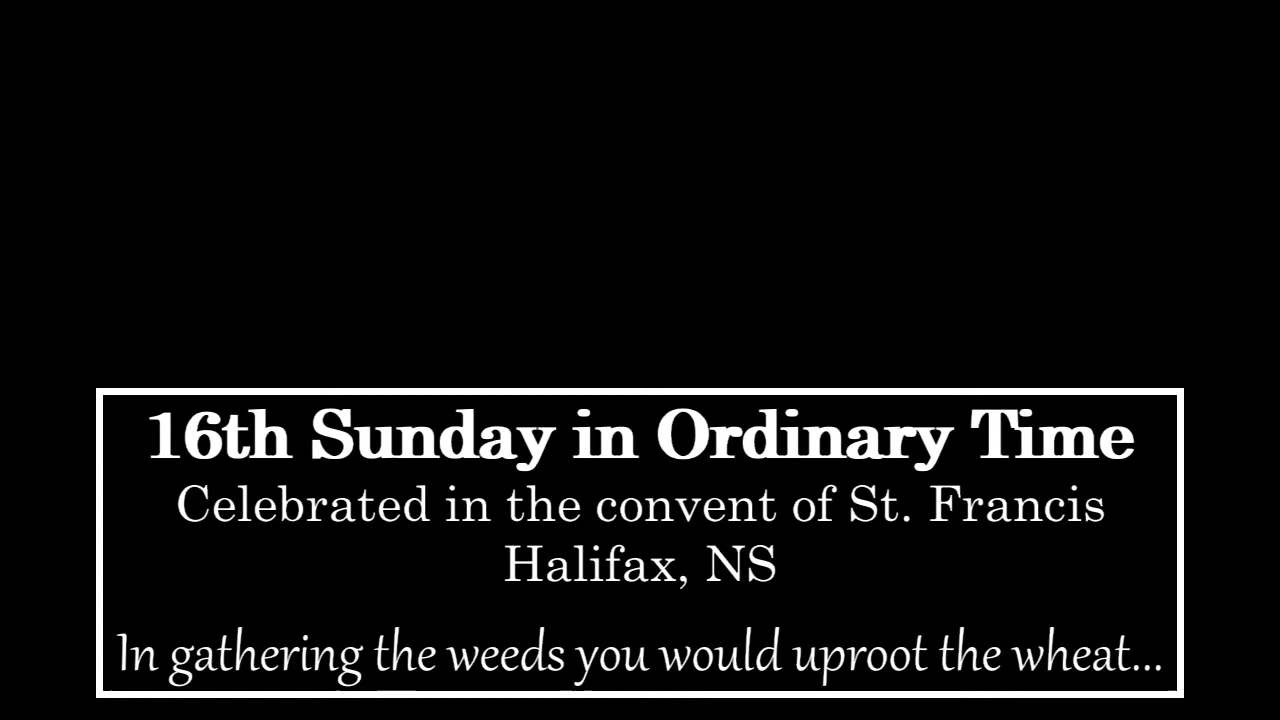 16th Sunday in Ordinary Time
Celebrated in the convent of St. Francis
Halifax, NS
In gathering the weeds you would uproot the wheat...